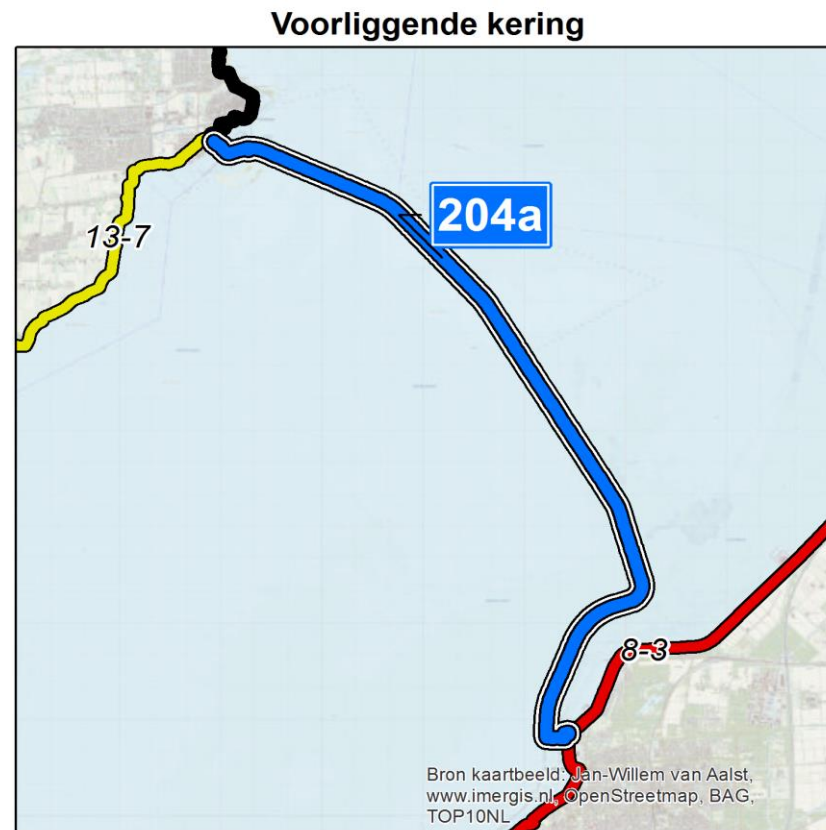 Voorliggende kering
204a
13-7
8-3
Bron kaartbeeld: Jan-Willem van Aalst,
www.imergis.nl, OpenStreetmap, BAG,
TOP10NL